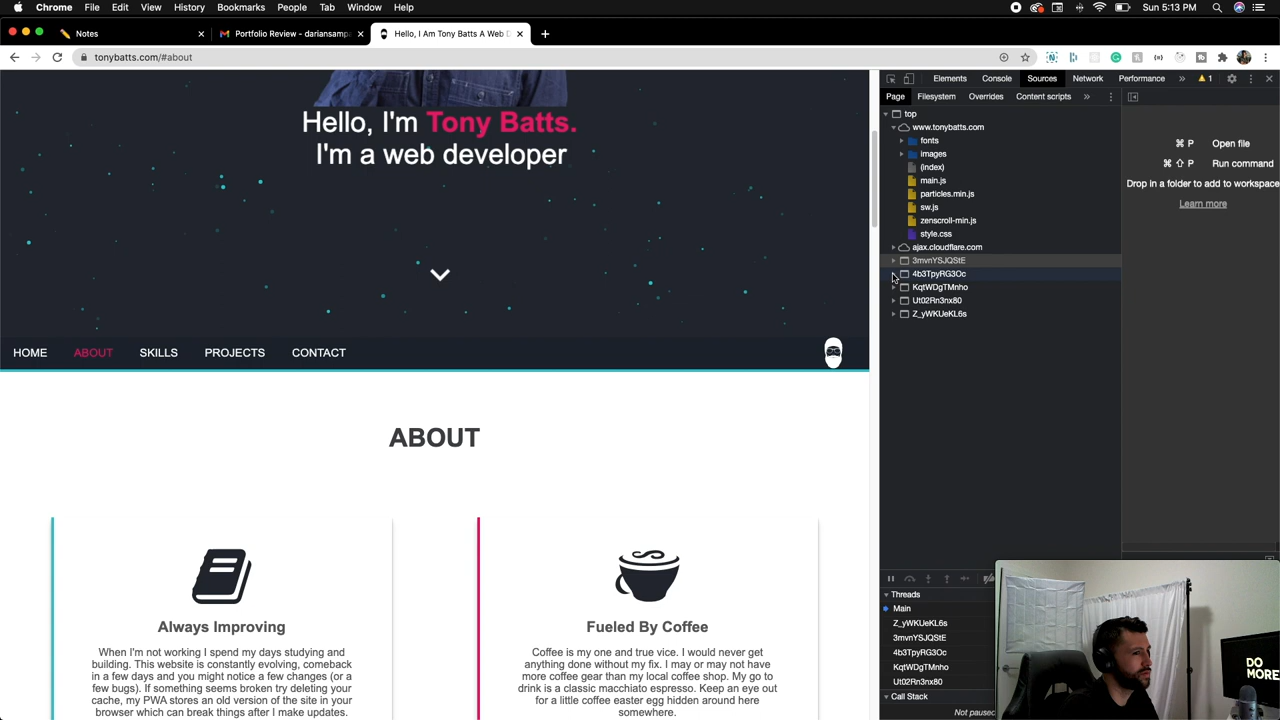 Chrome File Edit View History Bookmarks People Tab Window Help
Sun 5:13 PM
Notes
Portfolio Review - dariansampa
Hello, I Am Tony Batts A Web D
tonybatts.com/#about
Elements Console Sources Network Performance » 1
Page Filesystem Overrides Content scripts »
top
www.tonybatts.com
fonts
images
(index)
main.js
particles.min.js
sw.js
zenscroll-min.js
style.css
ajax.cloudflare.com
3mvnYSJQStE
4b3TpyRG3Oc
KqtWDgTMnho
Ut02Rn3nx80
Z_yWKUeKL6s
⌘ P Open file
⌘ ⇧ P Run command
Drop in a folder to add to workspace
Learn more
Hello, I'm Tony Batts.
I'm a web developer
HOME ABOUT SKILLS PROJECTS CONTACT
ABOUT
Always Improving
When I'm not working I spend my days studying and
building. This website is constantly evolving, comeback
in a few days and you might notice a few changes (or a
few bugs). If something seems broken try deleting your
cache, my PWA stores an old version of the site in your
browser which can break things after I make updates.
Fueled By Coffee
Coffee is my one and true vice. I would never get
anything done without my fix. I may or may not have
more coffee gear than my local coffee shop. My go to
drink is a classic macchiato espresso. Keep an eye out
for a little coffee easter egg hidden around here
somewhere.
Threads
Main
Z_yWKUeKL6s
3mvnYSJQStE
4b3TpyRG3Oc
KqtWDgTMnho
Ut02Rn3nx80
Call Stack
Not paused
DO
MORE